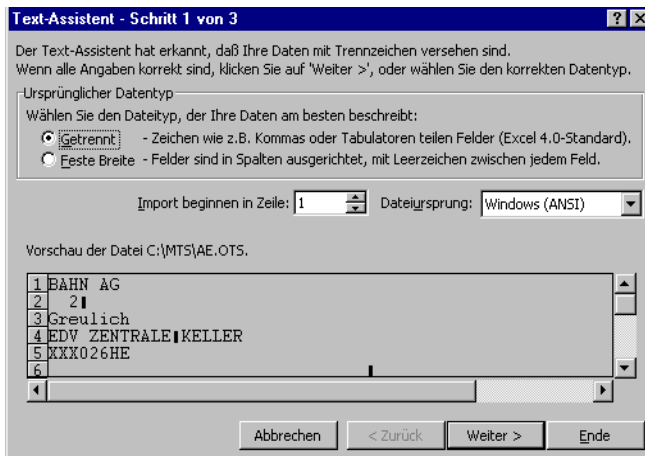 Text-Assistent - Schritt 1 von 3
Der Text-Assistent hat erkannt, daß Ihre Daten mit Trennzeichen versehen sind.
Wenn alle Angaben korrekt sind, klicken Sie auf 'Weiter >', oder wählen Sie den korrekten Datentyp.
Ursprünglicher Datentyp
Wählen Sie den Dateityp, der Ihre Daten am besten beschreibt:
Getrennt - Zeichen wie z.B. Kommas oder Tabulatoren teilen Felder (Excel 4.0-Standard).
Feste Breite - Felder sind in Spalten ausgerichtet, mit Leerzeichen zwischen jedem Feld.
Import beginnen in Zeile: 1 Dateiursprung: Windows (ANSI)
Vorschau der Datei C:\MTS\AE.OTS.
1 BAHN AG
2 2
3 Greulich
4 EDV ZENTRALE KELLER
5 XXX026HE
6
Abbrechen < Zurück Weiter > Ende